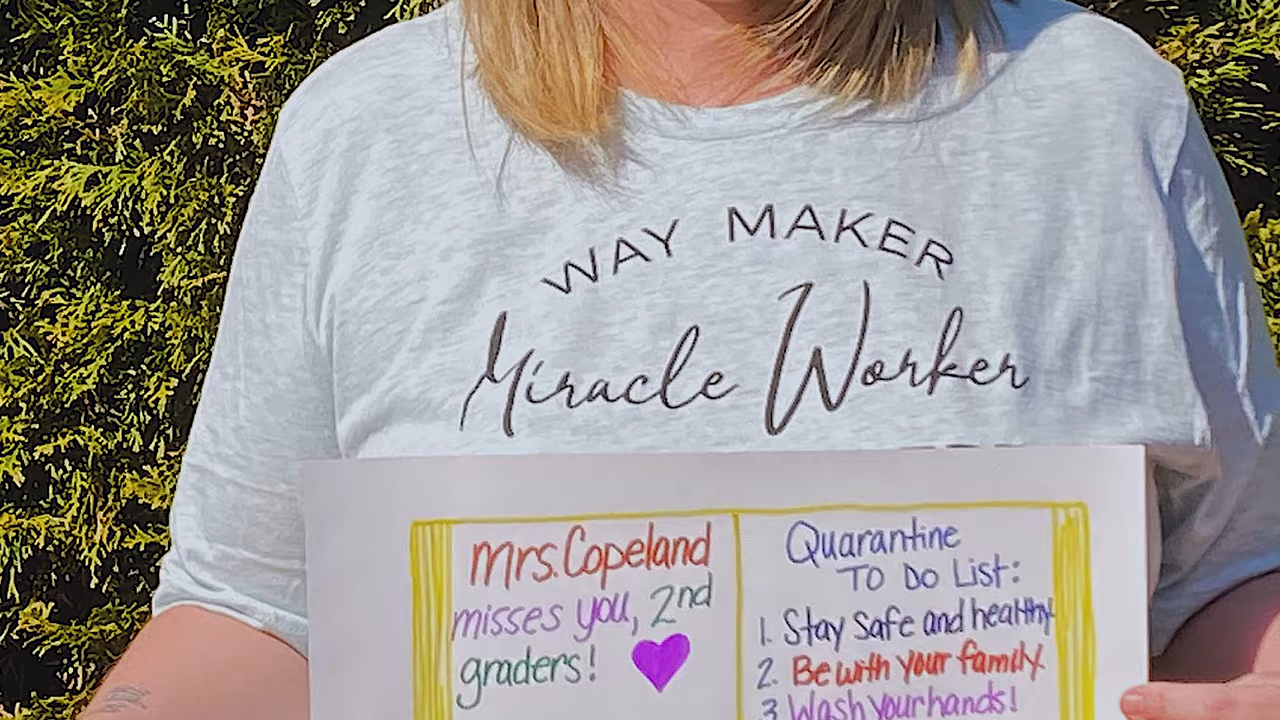 WAY MAKER
Miracle Worker
Mrs. Copeland
misses you, 2nd
graders!
Quarantine
TO DO List:
1. Stay safe and healthy
2. Be with your family.
3 Wash your hands!